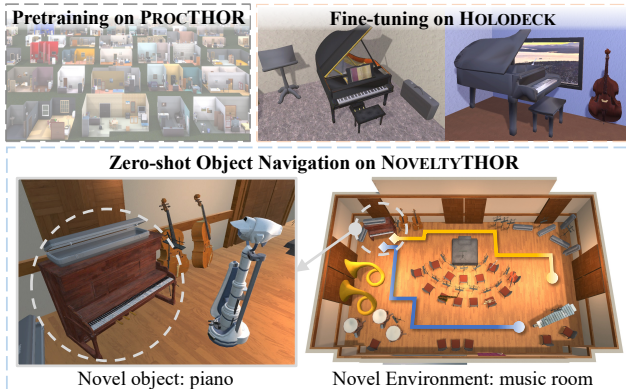 Pretraining on PROCTHOR
Fine-tuning on HOLODECK
Zero-shot Object Navigation on NOVELTYTHOR
Novel object: piano
Novel Environment: music room